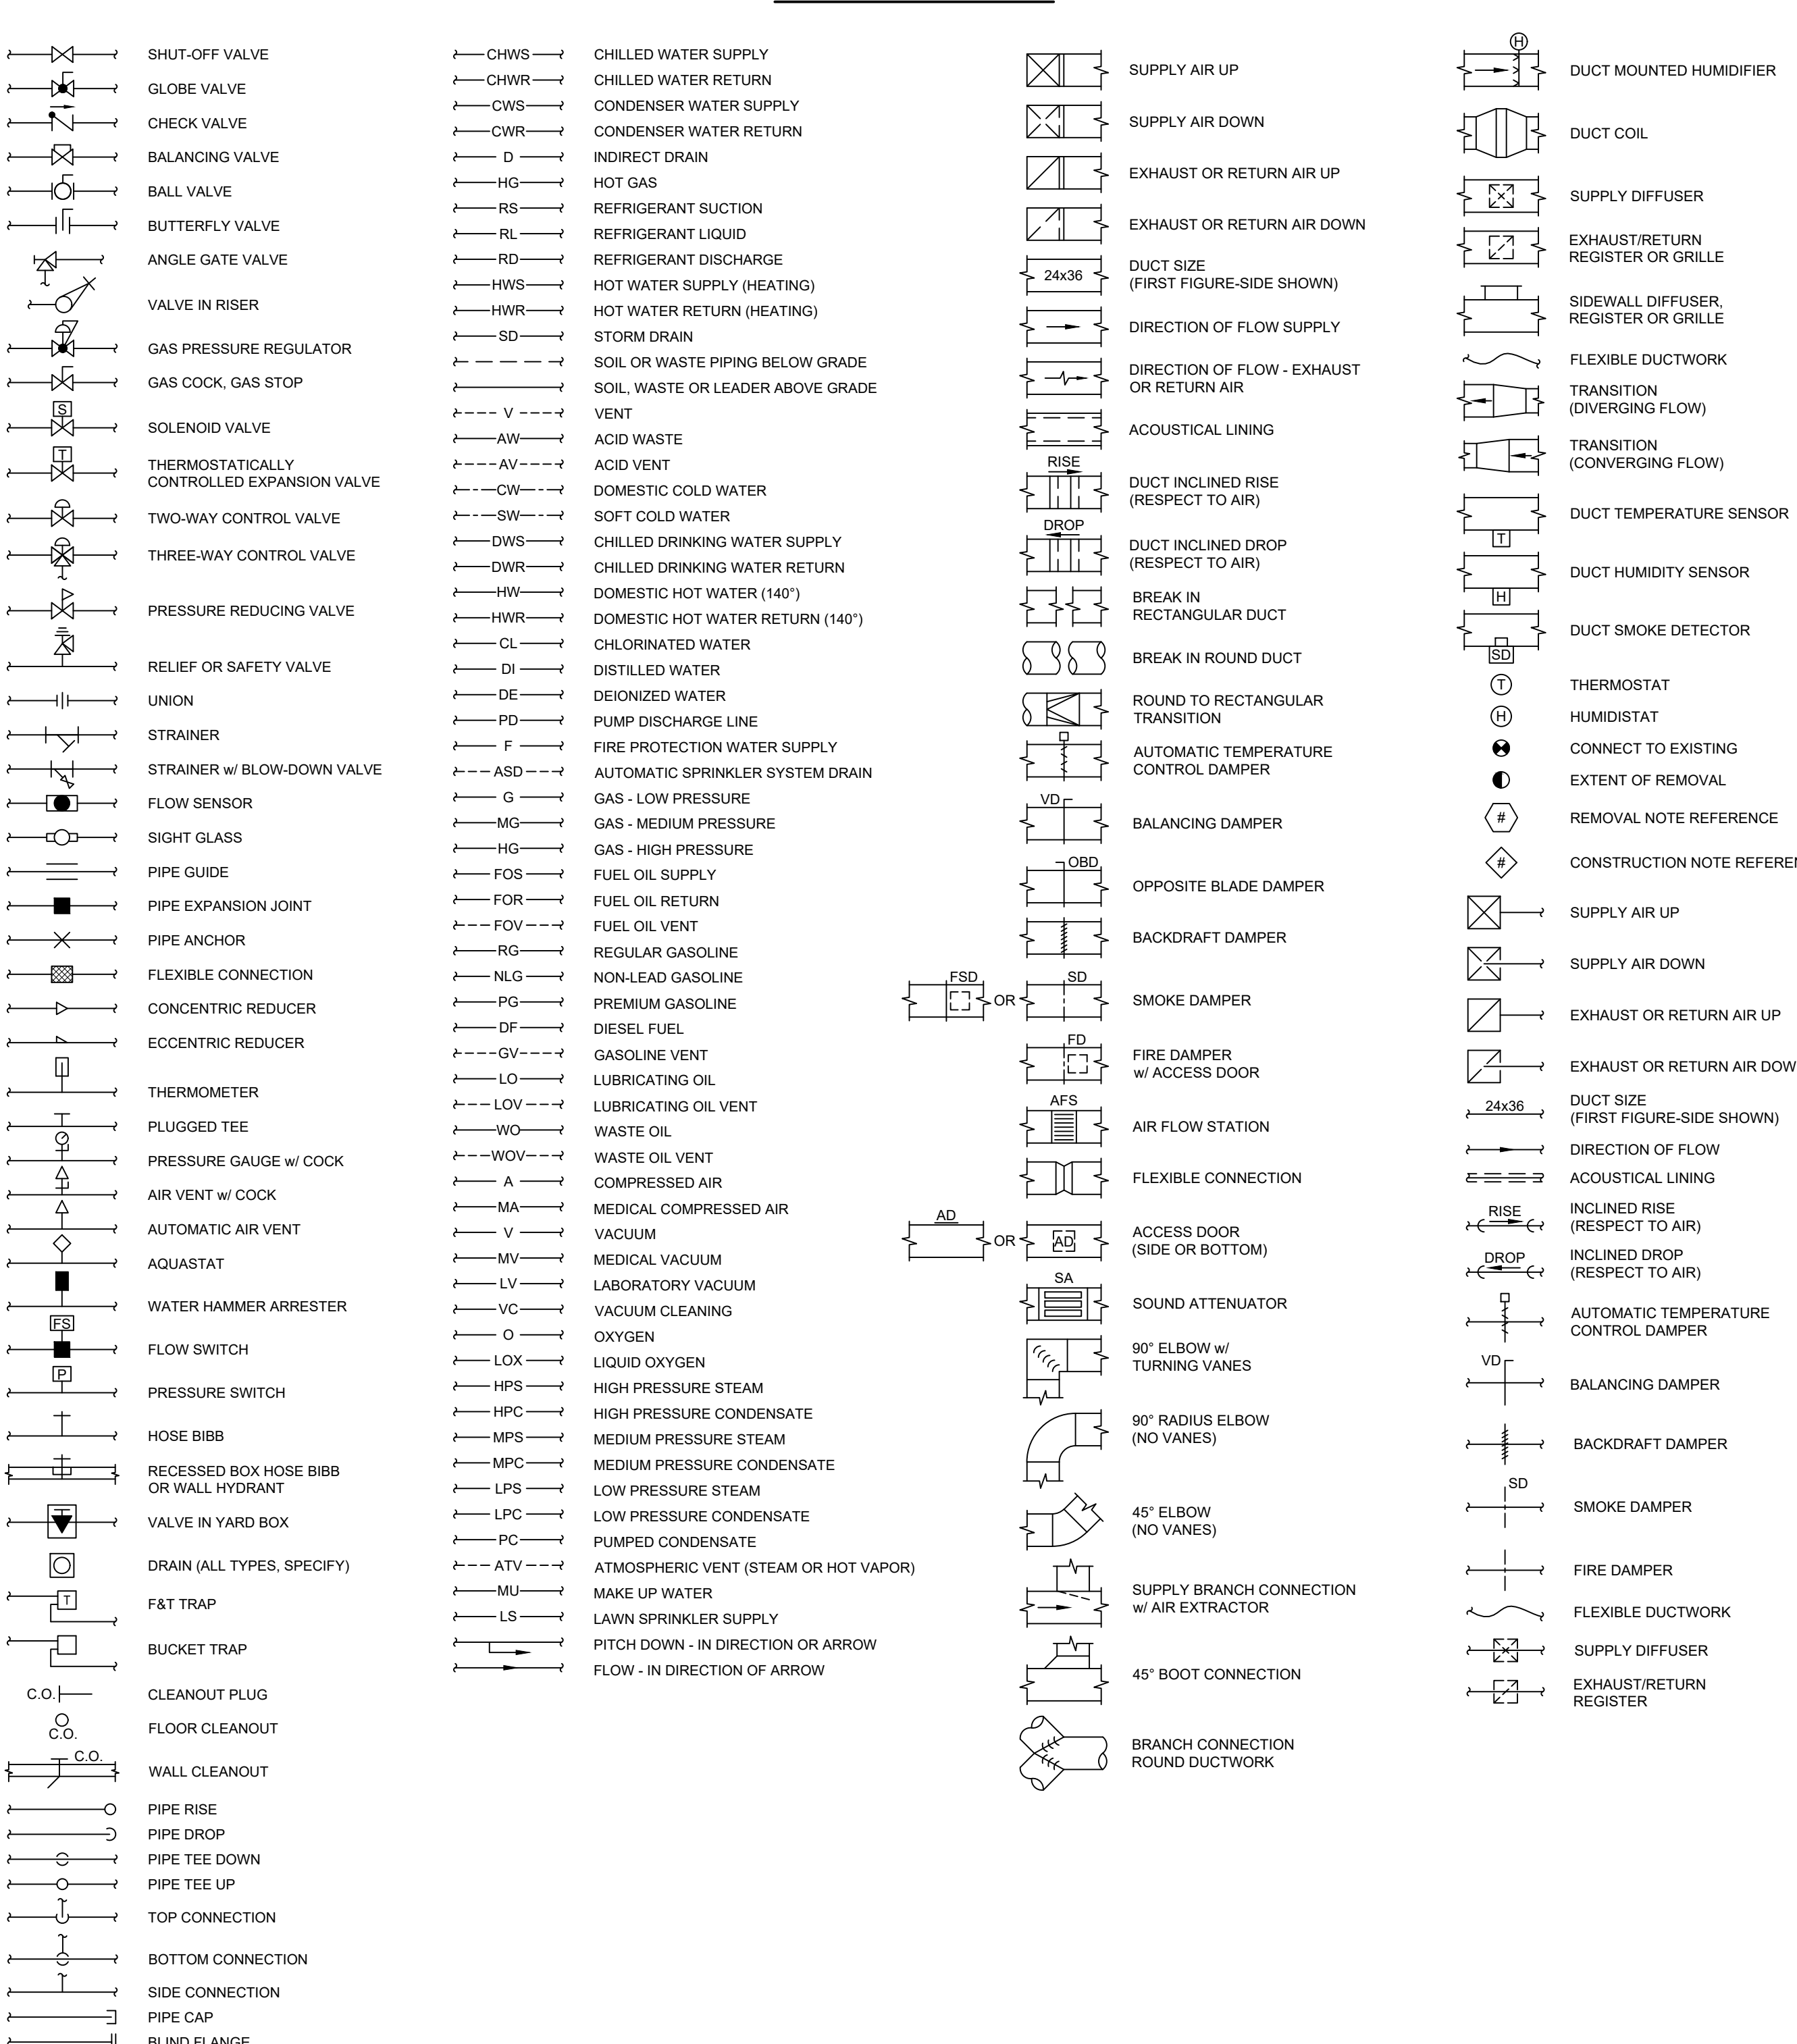 SHUT-OFF VALVE
GLOBE VALVE
CHECK VALVE
BALANCING VALVE
BALL VALVE
BUTTERFLY VALVE
ANGLE GATE VALVE
VALVE IN RISER
GAS PRESSURE REGULATOR
GAS COCK, GAS STOP
S
SOLENOID VALVE
T
THERMOSTATICALLY
CONTROLLED EXPANSION VALVE
TWO-WAY CONTROL VALVE
THREE-WAY CONTROL VALVE
PRESSURE REDUCING VALVE
RELIEF OR SAFETY VALVE
UNION
STRAINER
STRAINER w/ BLOW-DOWN VALVE
FLOW SENSOR
SIGHT GLASS
PIPE GUIDE
PIPE EXPANSION JOINT
PIPE ANCHOR
FLEXIBLE CONNECTION
CONCENTRIC REDUCER
ECCENTRIC REDUCER
THERMOMETER
PLUGGED TEE
PRESSURE GAUGE w/ COCK
AIR VENT w/ COCK
AUTOMATIC AIR VENT
AQUASTAT
WATER HAMMER ARRESTER
FS
FLOW SWITCH
P
PRESSURE SWITCH
HOSE BIBB
RECESSED BOX HOSE BIBB
OR WALL HYDRANT
VALVE IN YARD BOX
DRAIN (ALL TYPES, SPECIFY)
T
F&T TRAP
BUCKET TRAP
C.O. CLEANOUT PLUG
FLOOR CLEANOUT
C.O.
C.O.
WALL CLEANOUT
PIPE RISE
PIPE DROP
PIPE TEE DOWN
PIPE TEE UP
TOP CONNECTION
BOTTOM CONNECTION
SIDE CONNECTION
PIPE CAP
BLIND FLANGE
CHWS CHILLED WATER SUPPLY
CHWR CHILLED WATER RETURN
CWS CONDENSER WATER SUPPLY
CWR CONDENSER WATER RETURN
D INDIRECT DRAIN
HG HOT GAS
RS REFRIGERANT SUCTION
RL REFRIGERANT LIQUID
RD REFRIGERANT DISCHARGE
HWS HOT WATER SUPPLY (HEATING)
HWR HOT WATER RETURN (HEATING)
SD STORM DRAIN
SOIL OR WASTE PIPING BELOW GRADE
SOIL, WASTE OR LEADER ABOVE GRADE
V VENT
AW ACID WASTE
AV ACID VENT
CW DOMESTIC COLD WATER
SW SOFT COLD WATER
DWS CHILLED DRINKING WATER SUPPLY
DWR CHILLED DRINKING WATER RETURN
HW DOMESTIC HOT WATER (140°)
HWR DOMESTIC HOT WATER RETURN (140°)
CL CHLORINATED WATER
DI DISTILLED WATER
DE DEIONIZED WATER
PD PUMP DISCHARGE LINE
F FIRE PROTECTION WATER SUPPLY
ASD AUTOMATIC SPRINKLER SYSTEM DRAIN
G GAS - LOW PRESSURE
MG GAS - MEDIUM PRESSURE
HG GAS - HIGH PRESSURE
FOS FUEL OIL SUPPLY
FOR FUEL OIL RETURN
FOV FUEL OIL VENT
RG REGULAR GASOLINE
NLG NON-LEAD GASOLINE
PG PREMIUM GASOLINE
DF DIESEL FUEL
GV GASOLINE VENT
LO LUBRICATING OIL
LOV LUBRICATING OIL VENT
WO WASTE OIL
WOV WASTE OIL VENT
A COMPRESSED AIR
MA MEDICAL COMPRESSED AIR
V VACUUM
MV MEDICAL VACUUM
LV LABORATORY VACUUM
VC VACUUM CLEANING
O OXYGEN
LOX LIQUID OXYGEN
HPS HIGH PRESSURE STEAM
HPC HIGH PRESSURE CONDENSATE
MPS MEDIUM PRESSURE STEAM
MPC MEDIUM PRESSURE CONDENSATE
LPS LOW PRESSURE STEAM
LPC LOW PRESSURE CONDENSATE
PC PUMPED CONDENSATE
ATV ATMOSPHERIC VENT (STEAM OR HOT VAPOR)
MU MAKE UP WATER
LS LAWN SPRINKLER SUPPLY
PITCH DOWN - IN DIRECTION OR ARROW
FLOW - IN DIRECTION OF ARROW
SUPPLY AIR UP
SUPPLY AIR DOWN
EXHAUST OR RETURN AIR UP
EXHAUST OR RETURN AIR DOWN
24x36
DUCT SIZE
(FIRST FIGURE-SIDE SHOWN)
DIRECTION OF FLOW SUPPLY
DIRECTION OF FLOW - EXHAUST
OR RETURN AIR
ACOUSTICAL LINING
RISE
DUCT INCLINED RISE
(RESPECT TO AIR)
DROP
DUCT INCLINED DROP
(RESPECT TO AIR)
BREAK IN
RECTANGULAR DUCT
BREAK IN ROUND DUCT
ROUND TO RECTANGULAR
TRANSITION
AUTOMATIC TEMPERATURE
CONTROL DAMPER
VD
BALANCING DAMPER
OBD
OPPOSITE BLADE DAMPER
BACKDRAFT DAMPER
FSD SD
OR SMOKE DAMPER
FD
FIRE DAMPER
w/ ACCESS DOOR
AFS
AIR FLOW STATION
FLEXIBLE CONNECTION
AD
OR AD
ACCESS DOOR
(SIDE OR BOTTOM)
SA
SOUND ATTENUATOR
90° ELBOW w/
TURNING VANES
90° RADIUS ELBOW
(NO VANES)
45° ELBOW
(NO VANES)
SUPPLY BRANCH CONNECTION
w/ AIR EXTRACTOR
45° BOOT CONNECTION
BRANCH CONNECTION
ROUND DUCTWORK
H
DUCT MOUNTED HUMIDIFIER
DUCT COIL
SUPPLY DIFFUSER
EXHAUST/RETURN
REGISTER OR GRILLE
SIDEWALL DIFFUSER,
REGISTER OR GRILLE
FLEXIBLE DUCTWORK
TRANSITION
(DIVERGING FLOW)
TRANSITION
(CONVERGING FLOW)
DUCT TEMPERATURE SENSOR
T
DUCT HUMIDITY SENSOR
H
DUCT SMOKE DETECTOR
SD
T THERMOSTAT
H HUMIDISTAT
CONNECT TO EXISTING
EXTENT OF REMOVAL
# REMOVAL NOTE REFERENCE
# CONSTRUCTION NOTE REFEREN
SUPPLY AIR UP
SUPPLY AIR DOWN
EXHAUST OR RETURN AIR UP
EXHAUST OR RETURN AIR DOW
24x36
DUCT SIZE
(FIRST FIGURE-SIDE SHOWN)
DIRECTION OF FLOW
ACOUSTICAL LINING
RISE
INCLINED RISE
(RESPECT TO AIR)
DROP
INCLINED DROP
(RESPECT TO AIR)
AUTOMATIC TEMPERATURE
CONTROL DAMPER
VD
BALANCING DAMPER
BACKDRAFT DAMPER
SD
SMOKE DAMPER
FIRE DAMPER
FLEXIBLE DUCTWORK
SUPPLY DIFFUSER
EXHAUST/RETURN
REGISTER